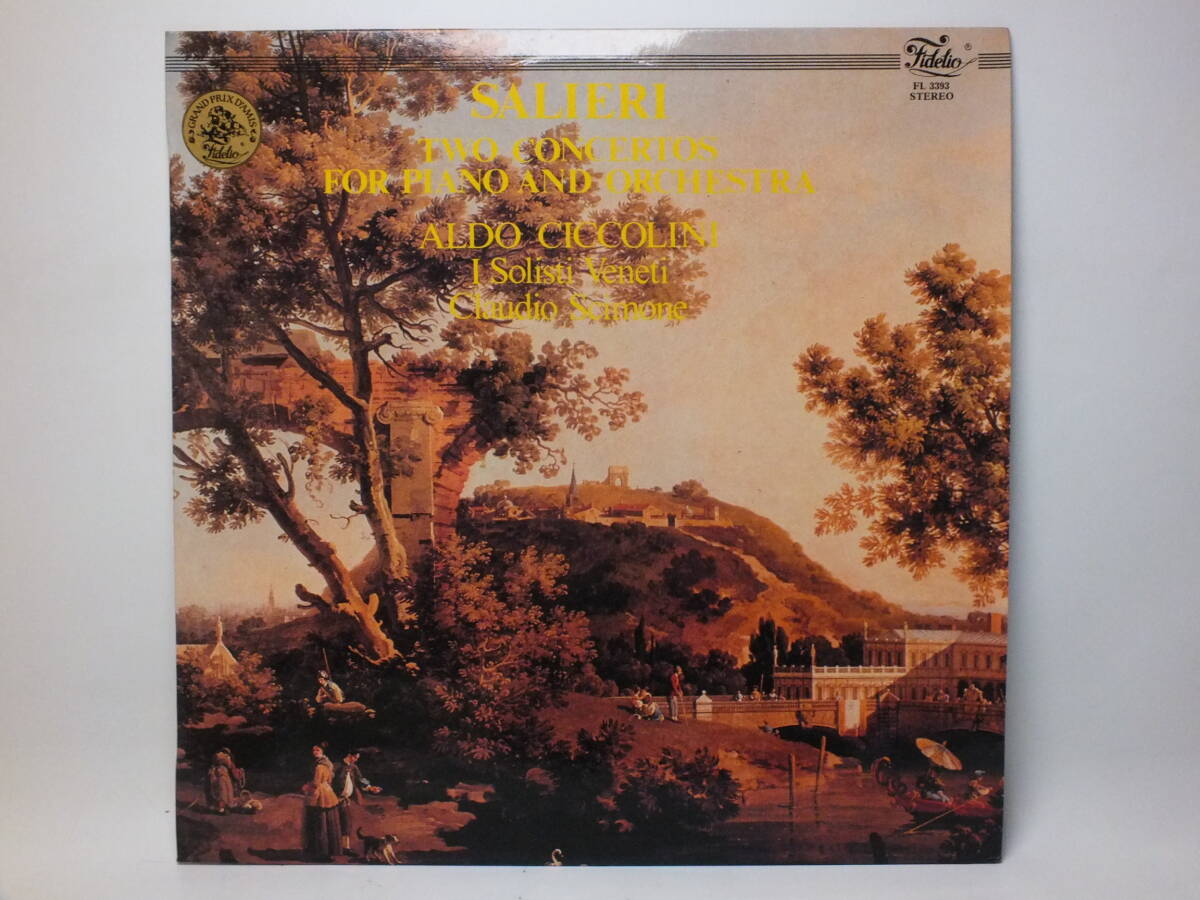 Fidelio ®
FL 3393
STEREO
GRAND PRIX D'AMIS
Fidelio
SALIERI
TWO CONCERTOS
FOR PIANO AND ORCHESTRA
ALDO CICCOLINI
I Solisti Veneti
Claudio Scimone